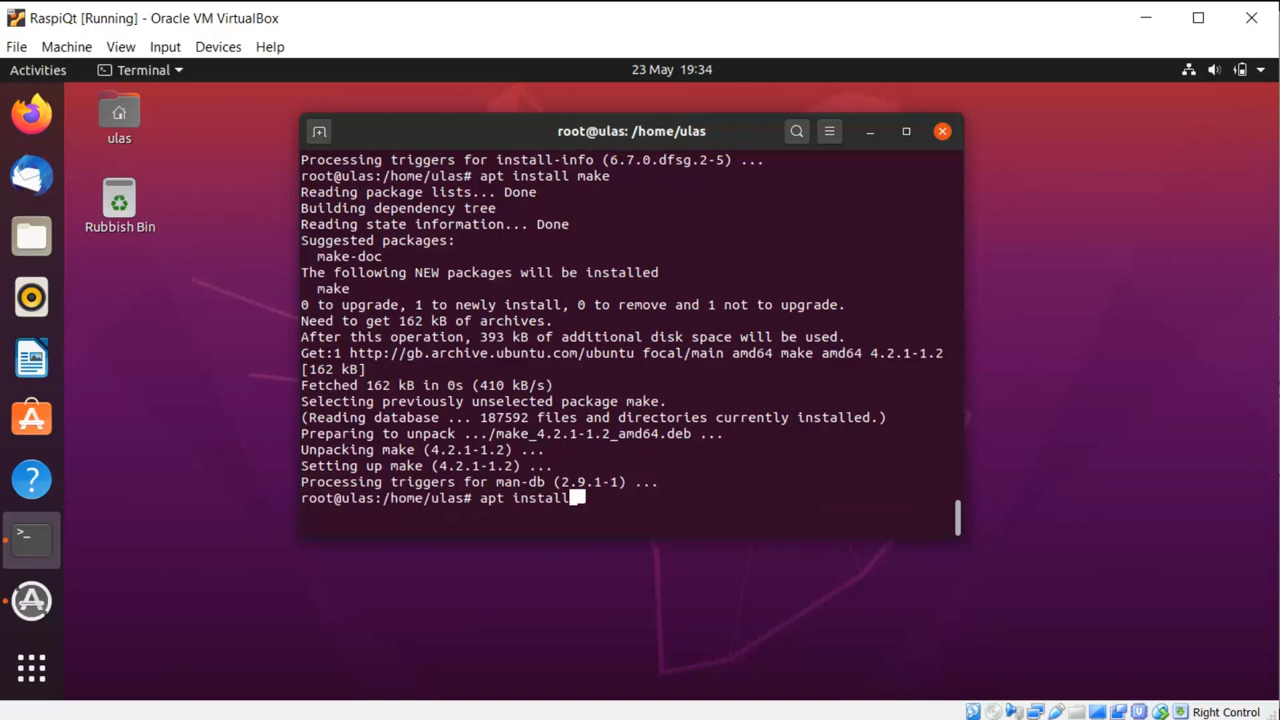 RaspiQt [Running] - Oracle VM VirtualBox
File Machine View Input Devices Help
Activities Terminal 23 May 19:34
ulas
Rubbish Bin
root@ulas: /home/ulas
Processing triggers for install-info (6.7.0.dfsg.2-5) ...
root@ulas:/home/ulas# apt install make
Reading package lists... Done
Building dependency tree
Reading state information... Done
Suggested packages:
  make-doc
The following NEW packages will be installed
  make
0 to upgrade, 1 to newly install, 0 to remove and 1 not to upgrade.
Need to get 162 kB of archives.
After this operation, 393 kB of additional disk space will be used.
Get:1 http://gb.archive.ubuntu.com/ubuntu focal/main amd64 make amd64 4.2.1-1.2
[162 kB]
Fetched 162 kB in 0s (410 kB/s)
Selecting previously unselected package make.
(Reading database ... 187592 files and directories currently installed.)
Preparing to unpack .../make_4.2.1-1.2_amd64.deb ...
Unpacking make (4.2.1-1.2) ...
Setting up make (4.2.1-1.2) ...
Processing triggers for man-db (2.9.1-1) ...
root@ulas:/home/ulas# apt install
Right Control